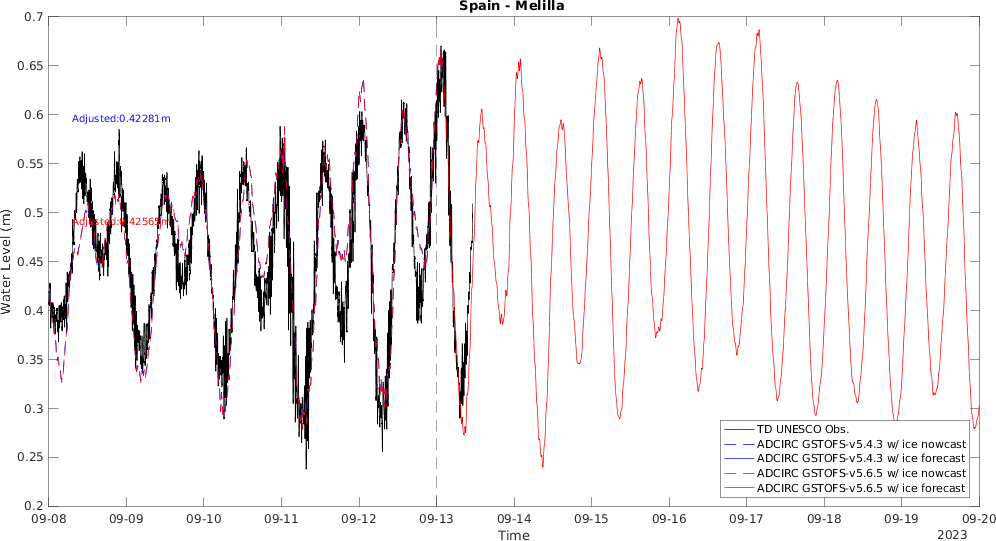 Spain - Melilla
0.7
0.65
0.6
0.55
0.5
0.45
0.4
0.35
0.3
0.25
0.2
Water Level (m)
Adjusted:0.42281m
Adjusted:0.42565m
TD UNESCO Obs.
ADCIRC GSTOFS-v5.4.3 w/ ice nowcast
ADCIRC GSTOFS-v5.4.3 w/ ice forecast
ADCIRC GSTOFS-v5.6.5 w/ ice nowcast
ADCIRC GSTOFS-v5.6.5 w/ ice forecast
09-08 09-09 09-10 09-11 09-12 09-13 09-14 09-15 09-16 09-17 09-18 09-19 09-20
Time
2023